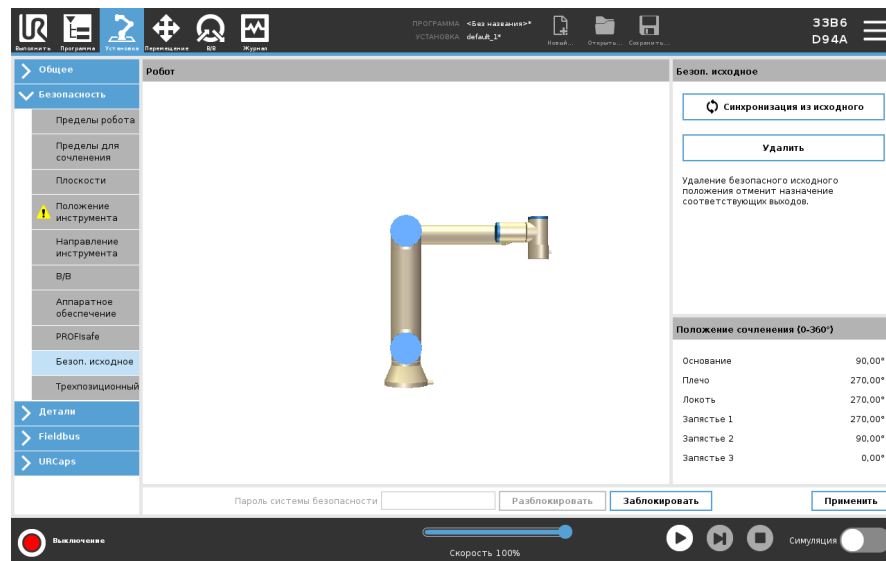 ПРОГРАММА <Без названия>*
УСТАНОВКА default_1*
Выполнить Программа Установка Перемещение В/В Журнал
Новый... Открыть... Сохранить...
33B6
D94A
Общее
Безопасность
Пределы робота
Пределы для
сочленения
Плоскости
Положение
инструмента
Направление
инструмента
В/В
Аппаратное
обеспечение
PROFIsafe
Безоп. исходное
Трехпозиционный
Детали
Fieldbus
URCaps
Робот
Безоп. исходное
Синхронизация из исходного
Удалить
Удаление безопасного исходного
положения отменит назначение
соответствующих выходов.
Положение сочленения (0-360°)
Основание 90,00°
Плечо 270,00°
Локоть 270,00°
Запястье 1 270,00°
Запястье 2 90,00°
Запястье 3 0,00°
Пароль системы безопасности Разблокировать Заблокировать Применить
Выключение
Скорость 100%
Симуляция